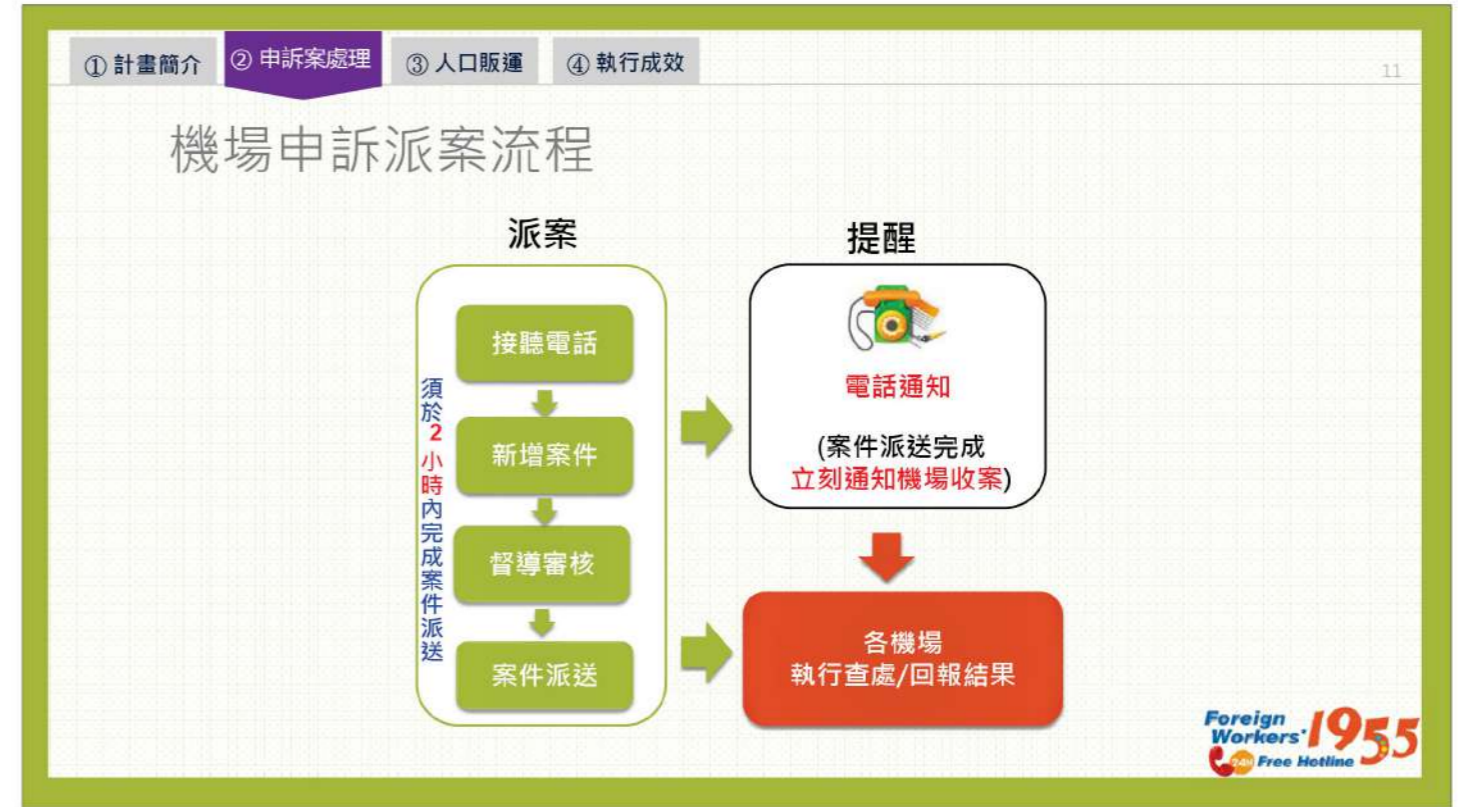 ① 計畫簡介
② 申訴案處理
③ 人口販運
④ 執行成效
11
機場申訴派案流程
派案
須於2小時內完成案件派送
接聽電話
新增案件
督導審核
案件派送
提醒
電話通知
(案件派送完成
立刻通知機場收案)
各機場
執行查處/回報結果
Foreign
Workers' 1955
24H Free Hotline